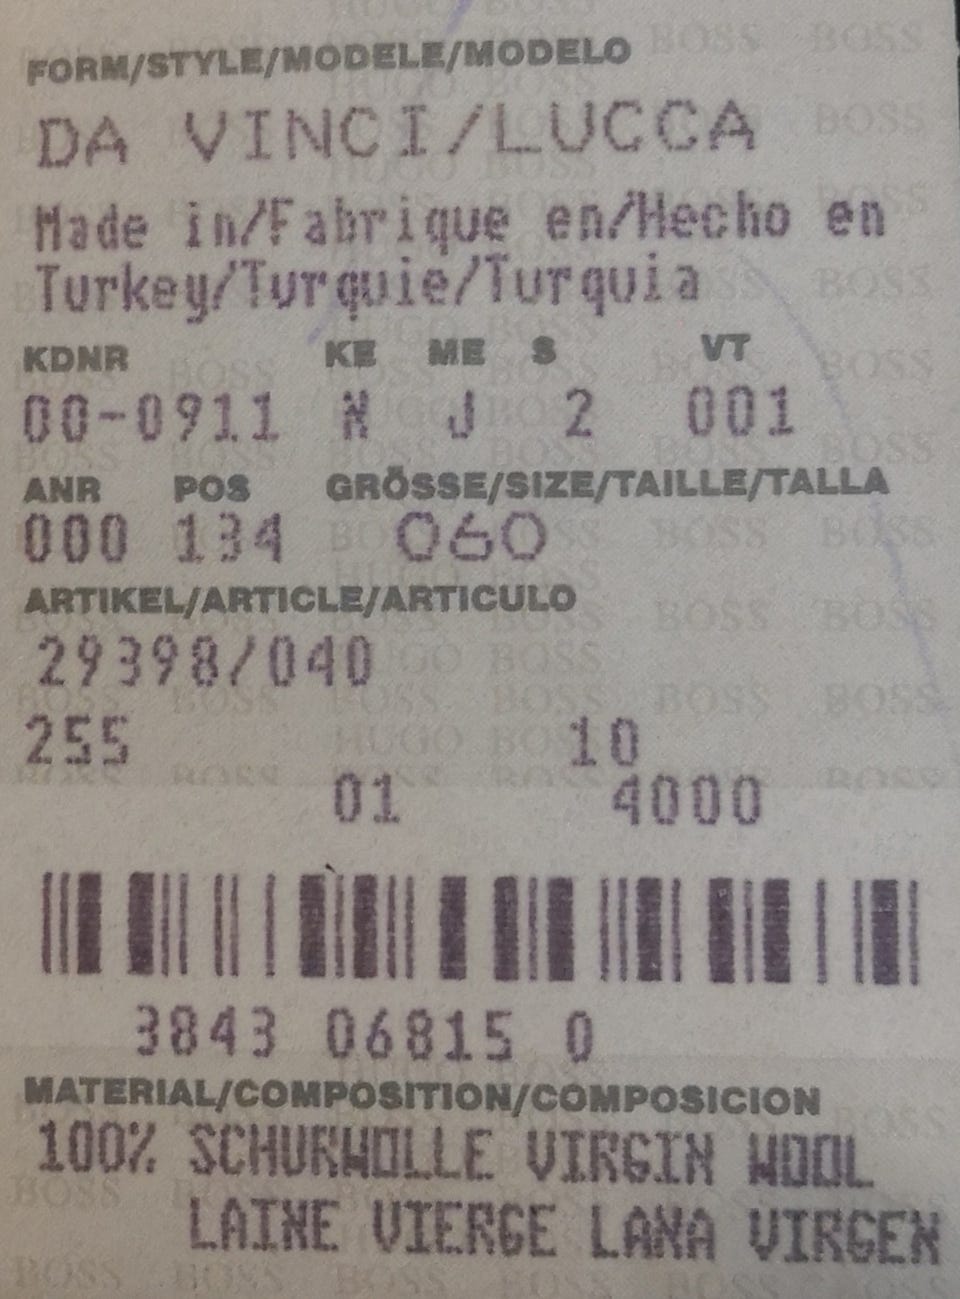 FORM/STYLE/MODELE/MODELO
DA VINCI/LUCCA
Made in/Fabrique en/Hecho en
Turkey/Turquie/Turquia
KDNR KE ME S VT
00-0911 N J 2 001
ANR POS GRÖSSE/SIZE/TAILLE/TALLA
000 134 060
ARTIKEL/ARTICLE/ARTICULO
29398/040
255 10
01 4000
3843 06815 0
MATERIAL/COMPOSITION/COMPOSICION
100% SCHURWOLLE VIRGIN WOOL
LAINE VIERGE LANA VIRGEN